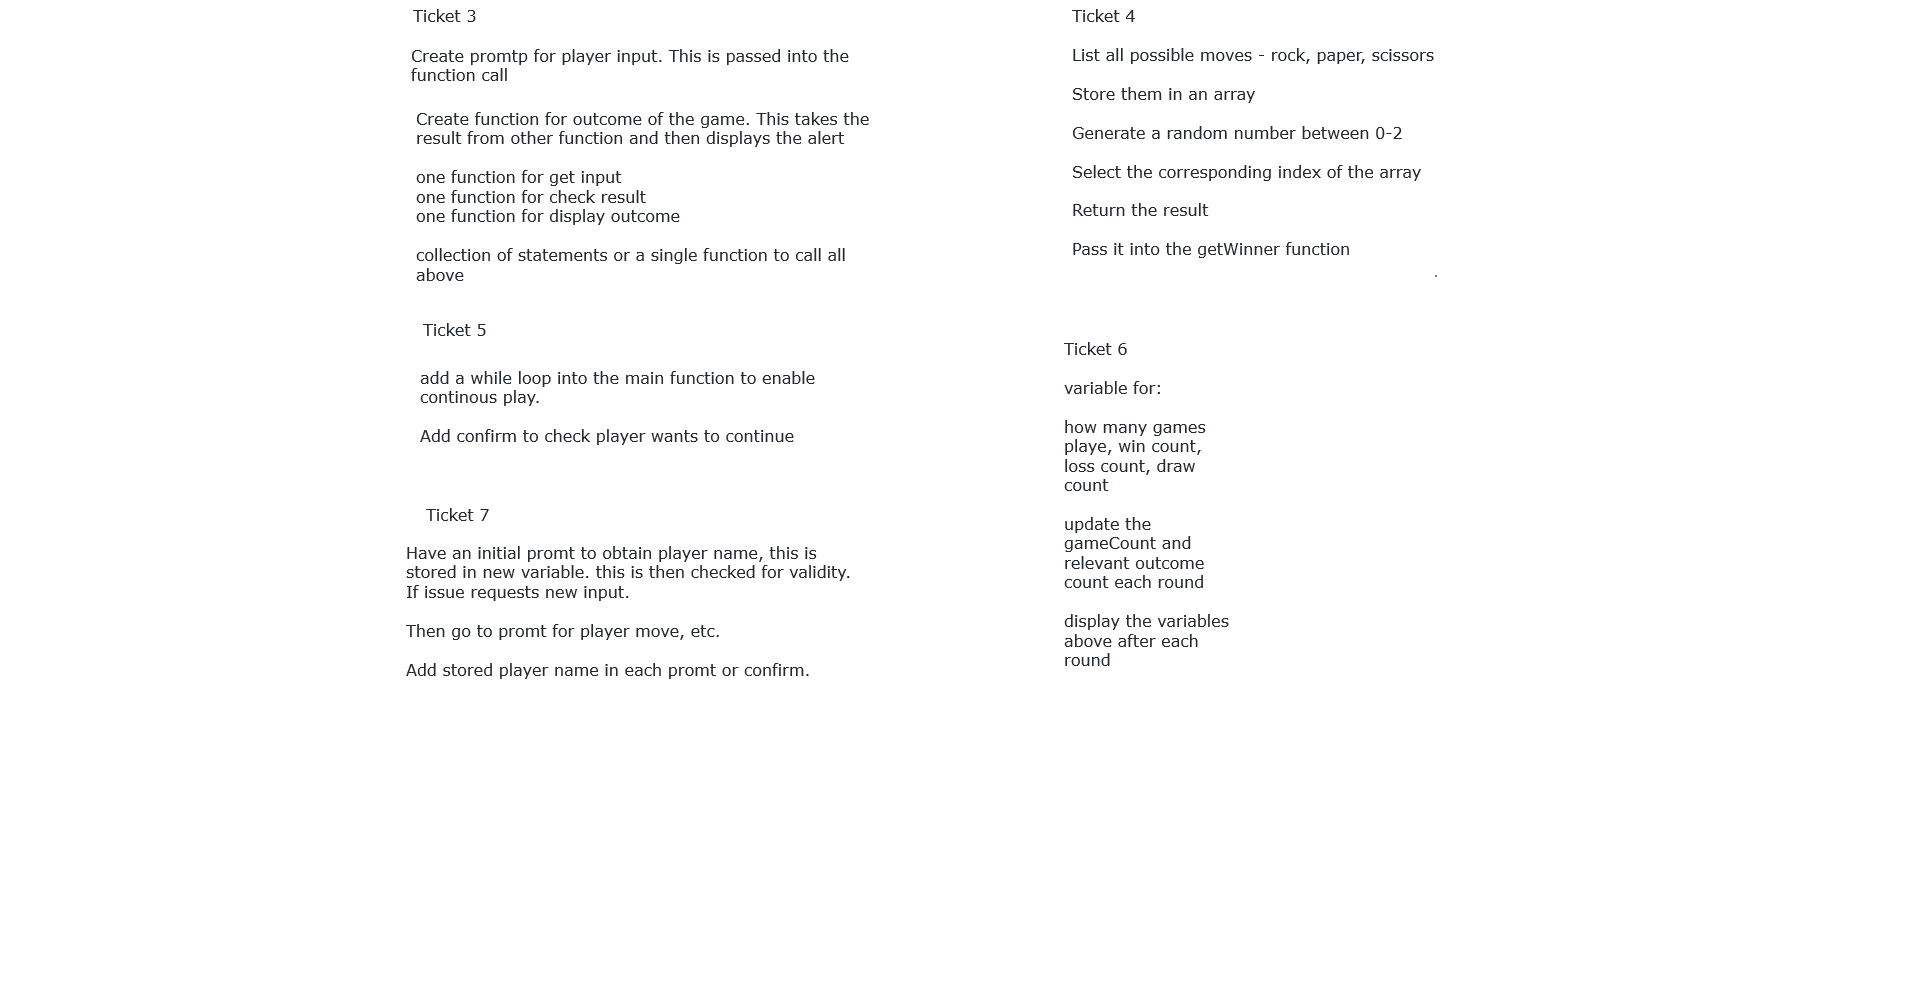 Ticket 3
Create promtp for player input. This is passed into the
function call
Create function for outcome of the game. This takes the
result from other function and then displays the alert
one function for get input
one function for check result
one function for display outcome
collection of statements or a single function to call all
above
Ticket 4
List all possible moves - rock, paper, scissors
Store them in an array
Generate a random number between 0-2
Select the corresponding index of the array
Return the result
Pass it into the getWinner function
.
Ticket 5
add a while loop into the main function to enable
continous play.
Add confirm to check player wants to continue
Ticket 6
variable for:
how many games
playe, win count,
loss count, draw
count
update the
gameCount and
relevant outcome
count each round
display the variables
above after each
round
Ticket 7
Have an initial promt to obtain player name, this is
stored in new variable. this is then checked for validity.
If issue requests new input.
Then go to promt for player move, etc.
Add stored player name in each promt or confirm.